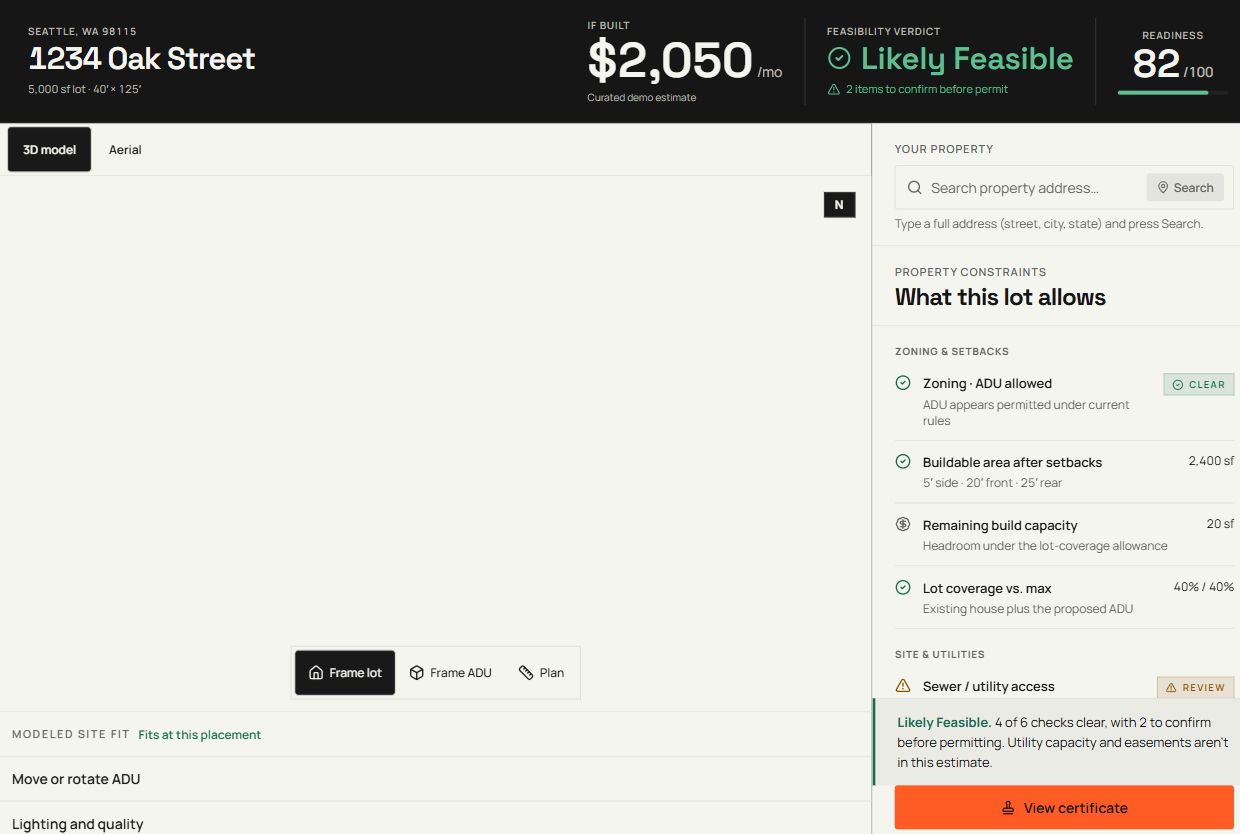 SEATTLE, WA 98115
1234 Oak Street
5,000 sf lot · 40′ × 125′
IF BUILT
$2,050 /mo
Curated demo estimate
FEASIBILITY VERDICT
Likely Feasible
2 items to confirm before permit
READINESS
82 /100
3D model
Aerial
N
Frame lot
Frame ADU
Plan
MODELED SITE FIT Fits at this placement
Move or rotate ADU
Lighting and quality
YOUR PROPERTY
Search property address...
Search
Type a full address (street, city, state) and press Search.
PROPERTY CONSTRAINTS
What this lot allows
ZONING & SETBACKS
Zoning · ADU allowed
CLEAR
ADU appears permitted under current
rules
Buildable area after setbacks
2,400 sf
5′ side · 20′ front · 25′ rear
Remaining build capacity
20 sf
Headroom under the lot-coverage allowance
Lot coverage vs. max
40% / 40%
Existing house plus the proposed ADU
SITE & UTILITIES
Sewer / utility access
REVIEW
Likely Feasible. 4 of 6 checks clear, with 2 to confirm
before permitting. Utility capacity and easements aren't
in this estimate.
View certificate